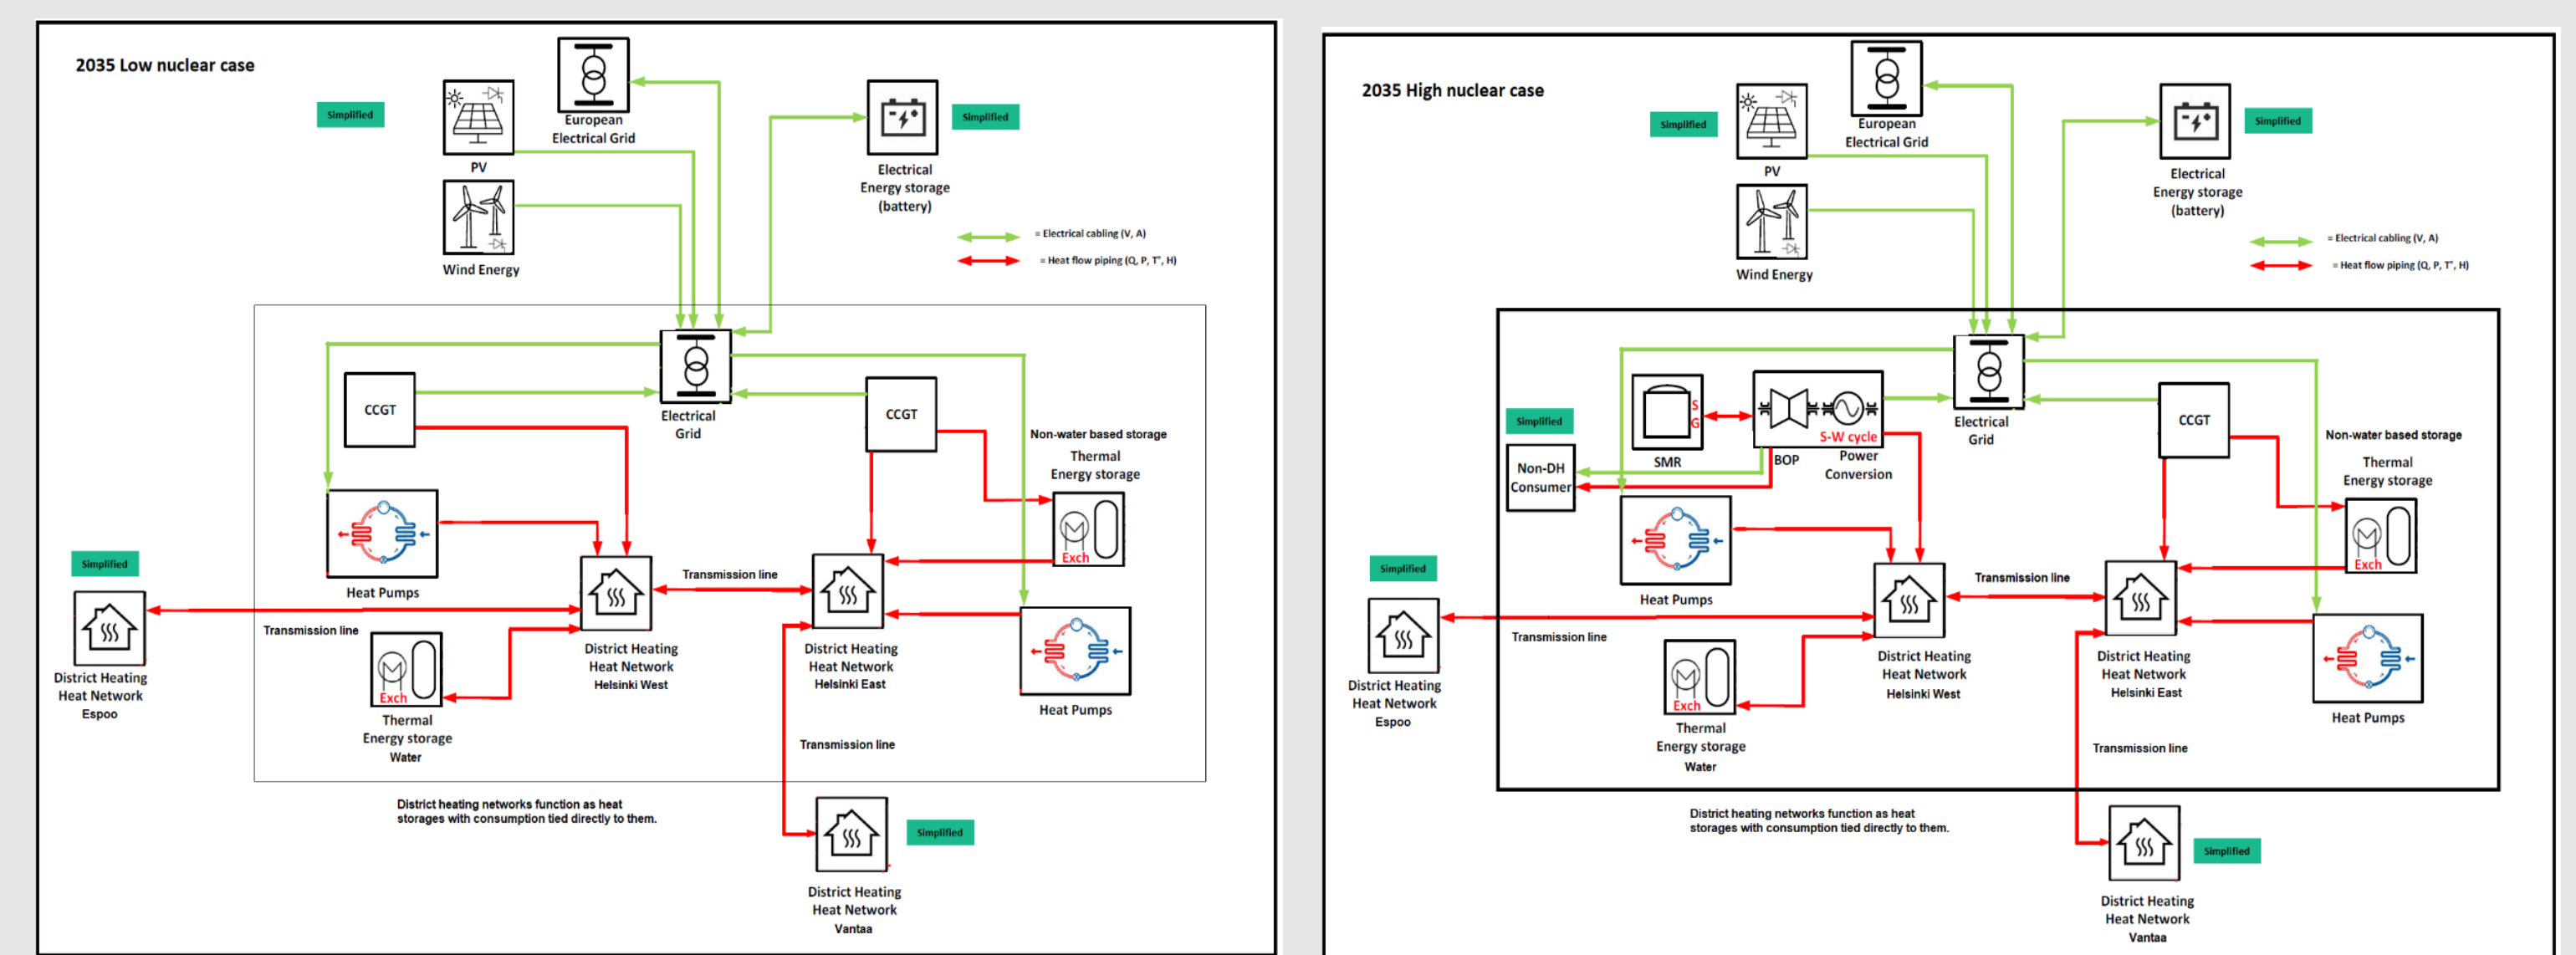 2035 Low nuclear case
Simplified
PV
European
Electrical Grid
Simplified
Electrical
Energy storage
(battery)
Wind Energy
= Electrical cabling (V, A)
= Heat flow piping (Q, P, T°, H)
CCGT
Electrical
Grid
CCGT
Non-water based storage
Thermal
Energy storage
Exch
Heat Pumps
Simplified
Transmission line
Transmission line
District Heating
Heat Network
Espoo
Exch
Thermal
Energy storage
Water
District Heating
Heat Network
Helsinki West
District Heating
Heat Network
Helsinki East
Heat Pumps
Transmission line
District heating networks function as heat
storages with consumption tied directly to them.
Simplified
District Heating
Heat Network
Vantaa
2035 High nuclear case
Simplified
PV
European
Electrical Grid
Simplified
Electrical
Energy storage
(battery)
Wind Energy
= Electrical cabling (V, A)
= Heat flow piping (Q, P, T°, H)
Simplified
Non-DH
Consumer
S
G
SMR
S-W cycle
BOP
Power
Conversion
Electrical
Grid
CCGT
Non-water based storage
Thermal
Energy storage
Exch
Heat Pumps
Simplified
Transmission line
Transmission line
District Heating
Heat Network
Espoo
Exch
Thermal
Energy storage
Water
District Heating
Heat Network
Helsinki West
District Heating
Heat Network
Helsinki East
Heat Pumps
Transmission line
District heating networks function as heat
storages with consumption tied directly to them.
Simplified
District Heating
Heat Network
Vantaa